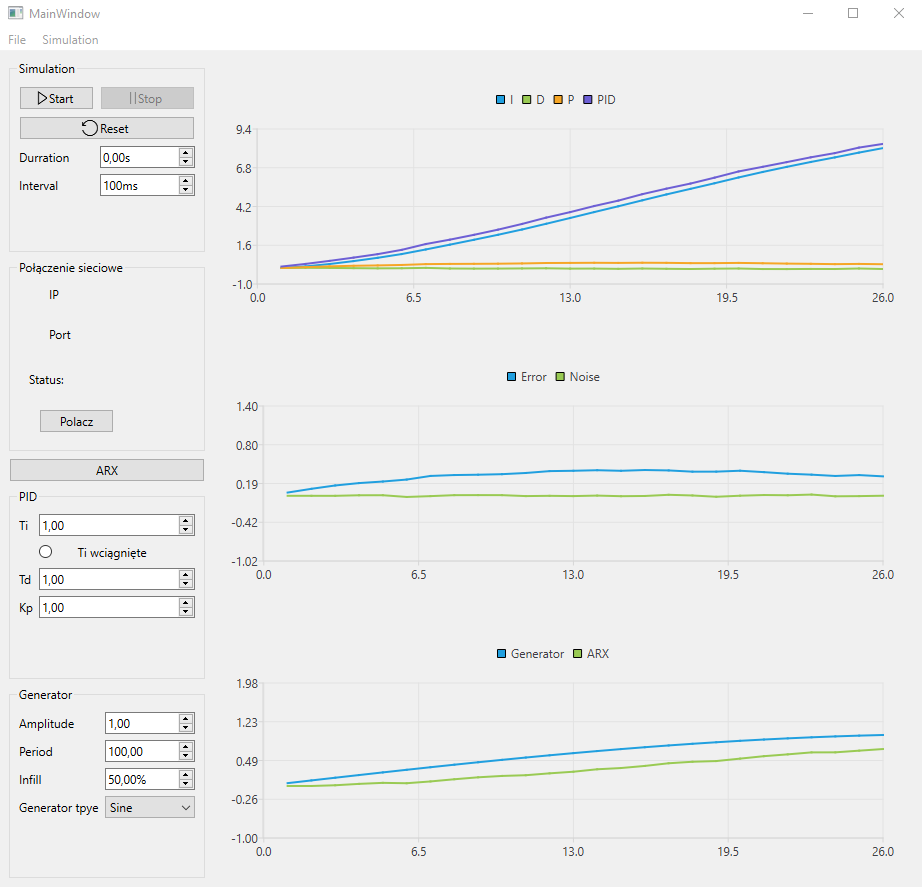 MainWindow
File Simulation
Simulation
Start Stop
Reset
Durration 0,00s
Interval 100ms
Połączenie sieciowe
IP
Port
Status:
Polacz
ARX
PID
Ti 1,00
Ti wciągnięte
Td 1,00
Kp 1,00
Generator
Amplitude 1,00
Period 100,00
Infill 50,00%
Generator tpye Sine
I D P PID
9.4
6.8
4.2
1.6
-1.0
0.0 6.5 13.0 19.5 26.0
Error Noise
1.40
0.80
0.19
-0.42
-1.02
0.0 6.5 13.0 19.5 26.0
Generator ARX
1.98
1.23
0.49
-0.26
-1.00
0.0 6.5 13.0 19.5 26.0